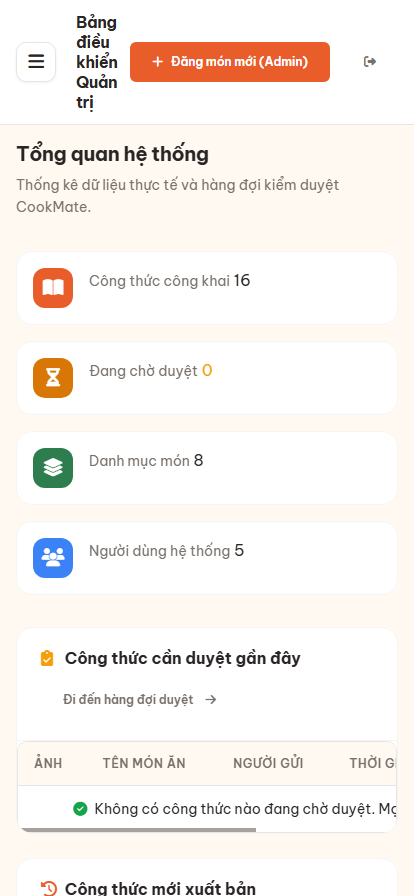 Bảng
điều
khiển
Quản
trị
Đăng món mới (Admin)
Tổng quan hệ thống
Thống kê dữ liệu thực tế và hàng đợi kiểm duyệt
CookMate.
Công thức công khai 16
Đang chờ duyệt 0
Danh mục món 8
Người dùng hệ thống 5
Công thức cần duyệt gần đây
Đi đến hàng đợi duyệt
ẢNH TÊN MÓN ĂN NGƯỜI GỬI THỜI
Không có công thức nào đang chờ duyệt.
Công thức mới xuất bản